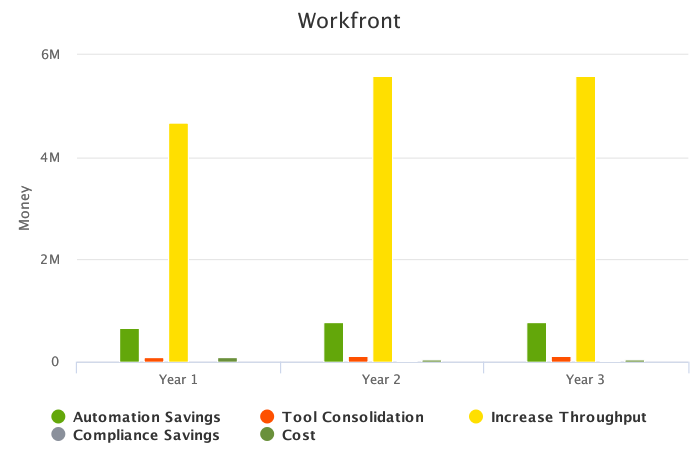 Workfront
6M
4M
2M
0
Money
Year 1
Year 2
Year 3
Automation Savings
Tool Consolidation
Increase Throughput
Compliance Savings
Cost